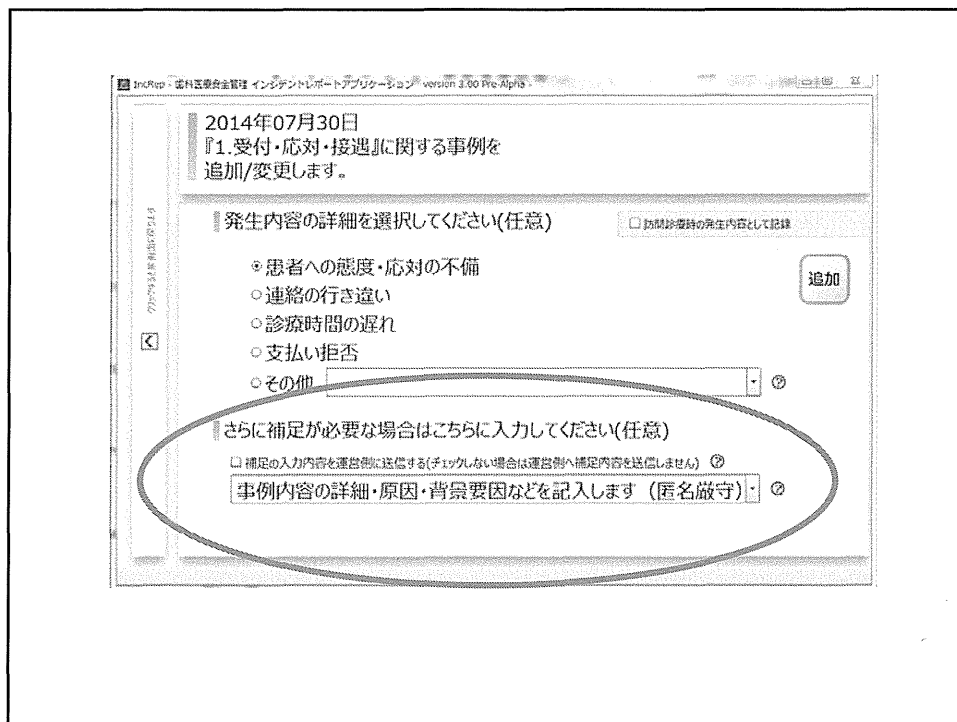 IncRep - 歯科医療安全管理 インシデントレポートアプリケーション version 3.00 Pre-Alpha -
2014年07月30日
『1.受付・応対・接遇』に関する事例を
追加/変更します。
発生内容の詳細を選択してください(任意)
訪問診療時の発生内容として記録
患者への態度・応対の不備
追加
連絡の行き違い
診療時間の遅れ
支払い拒否
その他
さらに補足が必要な場合はこちらに入力してください(任意)
補足の入力内容を運営側に送信する(チェックしない場合は運営側へ補足内容を送信しません)
事例内容の詳細・原因・背景要因などを記入します（匿名厳守）